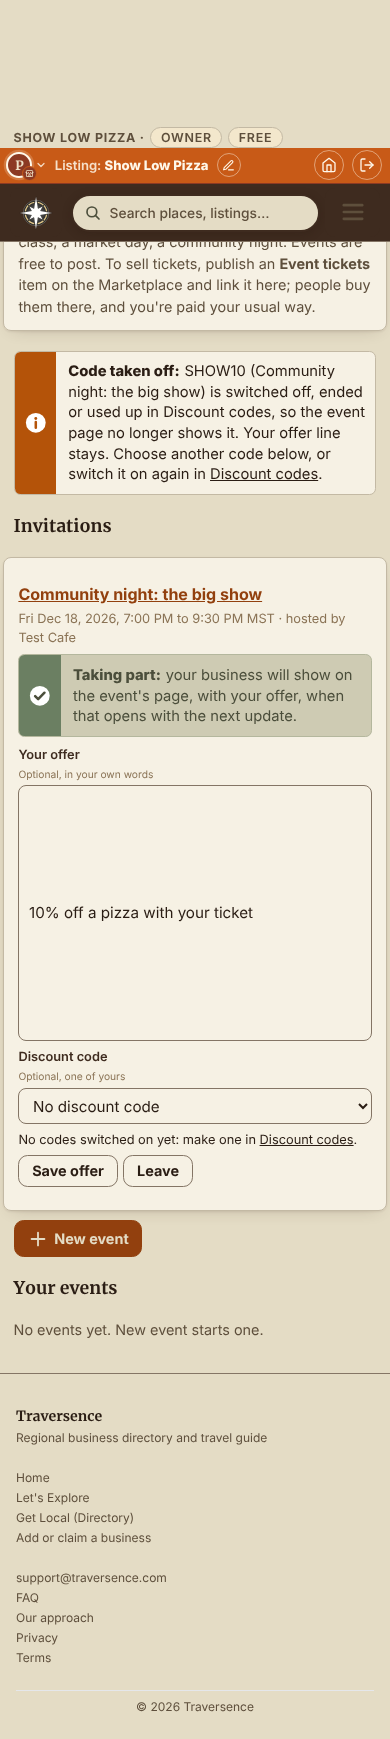 SHOW LOW PIZZA · OWNER FREE
P Listing: Show Low Pizza
Search places, listings...
class, a market day, a community night. Events are
free to post. To sell tickets, publish an Event tickets
item on the Marketplace and link it here; people buy
them there, and you're paid your usual way.
Code taken off: SHOW10 (Community
night: the big show) is switched off, ended
or used up in Discount codes, so the event
page no longer shows it. Your offer line
stays. Choose another code below, or
switch it on again in Discount codes.
Invitations
Community night: the big show
Fri Dec 18, 2026, 7:00 PM to 9:30 PM MST · hosted by
Test Cafe
Taking part: your business will show on
the event's page, with your offer, when
that opens with the next update.
Your offer
Optional, in your own words
10% off a pizza with your ticket
Discount code
Optional, one of yours
No discount code
No codes switched on yet: make one in Discount codes.
Save offer Leave
New event
Your events
No events yet. New event starts one.
Traversence
Regional business directory and travel guide
Home
Let's Explore
Get Local (Directory)
Add or claim a business
support@traversence.com
FAQ
Our approach
Privacy
Terms
© 2026 Traversence